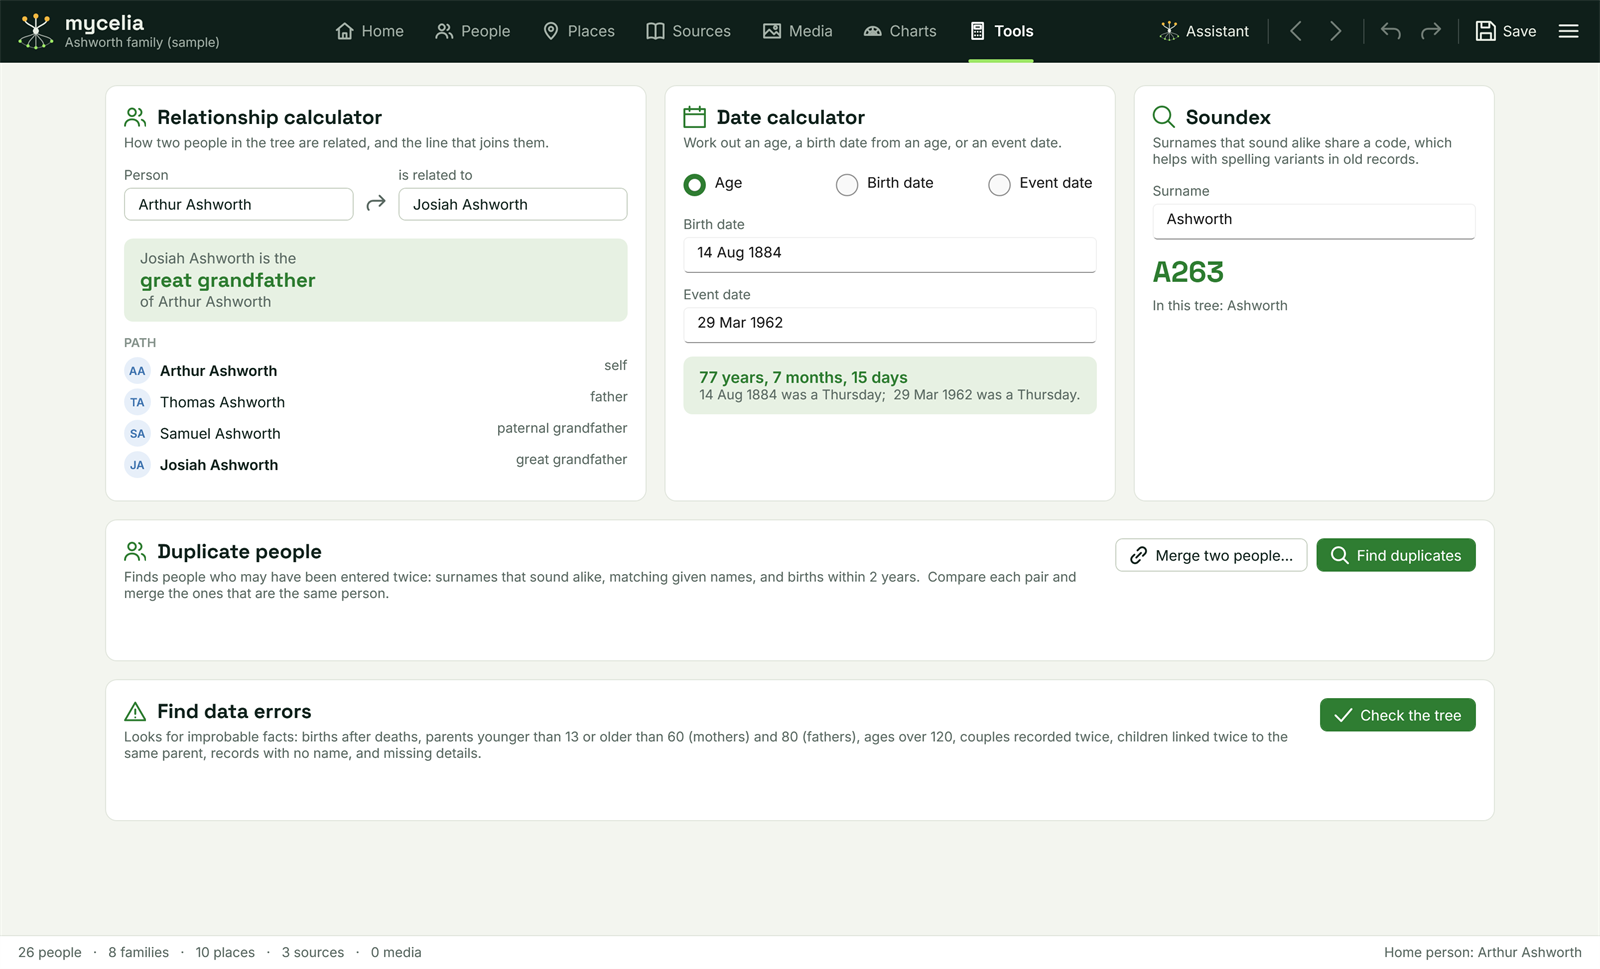 mycelia
Ashworth family (sample)
Home
People
Places
Sources
Media
Charts
Tools
Assistant
Save
Relationship calculator
How two people in the tree are related, and the line that joins them.
Person
is related to
Arthur Ashworth
Josiah Ashworth
Josiah Ashworth is the
great grandfather
of Arthur Ashworth
PATH
AA Arthur Ashworth self
TA Thomas Ashworth father
SA Samuel Ashworth paternal grandfather
JA Josiah Ashworth great grandfather
Date calculator
Work out an age, a birth date from an age, or an event date.
Age
Birth date
Event date
Birth date
14 Aug 1884
Event date
29 Mar 1962
77 years, 7 months, 15 days
14 Aug 1884 was a Thursday; 29 Mar 1962 was a Thursday.
Soundex
Surnames that sound alike share a code, which
helps with spelling variants in old records.
Surname
Ashworth
A263
In this tree: Ashworth
Duplicate people
Finds people who may have been entered twice: surnames that sound alike, matching given names, and births within 2 years. Compare each pair and
merge the ones that are the same person.
Merge two people...
Find duplicates
Find data errors
Looks for improbable facts: births after deaths, parents younger than 13 or older than 60 (mothers) and 80 (fathers), ages over 120, couples recorded twice, children linked twice to the
same parent, records with no name, and missing details.
Check the tree
26 people · 8 families · 10 places · 3 sources · 0 media
Home person: Arthur Ashworth